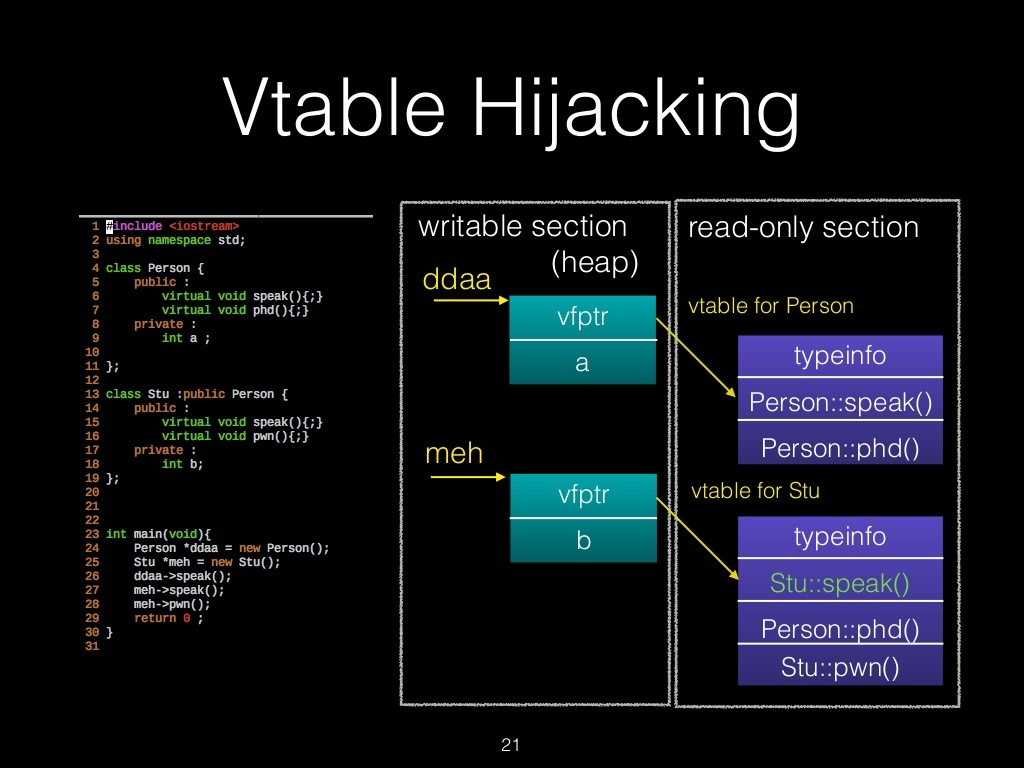 Vtable Hijacking
1 #include <iostream>
2 using namespace std;
3
4 class Person {
5     public :
6         virtual void speak(){;}
7         virtual void phd(){;}
8     private :
9         int a ;
10
11 };
12
13 class Stu :public Person {
14     public :
15         virtual void speak(){;}
16         virtual void pwn(){;}
17     private :
18         int b;
19 };
20
21
22
23 int main(void){
24     Person *ddaa = new Person();
25     Stu *meh = new Stu();
26     ddaa->speak();
27     meh->speak();
28     meh->pwn();
29     return 0 ;
30 }
31
writable section
(heap)
ddaa
vfptr
a
meh
vfptr
b
read-only section
vtable for Person
typeinfo
Person::speak()
Person::phd()
vtable for Stu
typeinfo
Stu::speak()
Person::phd()
Stu::pwn()
21